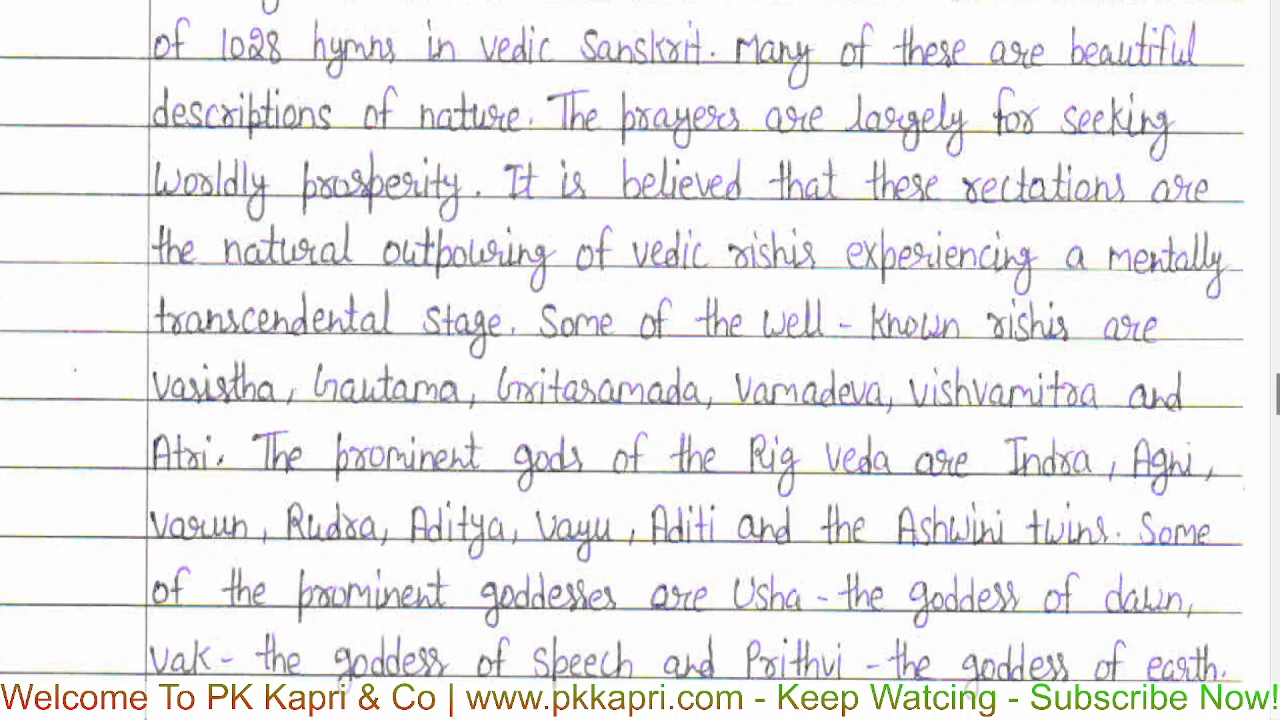 of 1028 hymns in vedic Sanskrit. Many of these are beautiful
descriptions of nature. The prayers are largely for seeking
worldly prosperity. It is believed that these rectations are
the natural outpouring of vedic rishis experiencing a mentally
transcendental stage. Some of the well - known rishis are
Vasistha, Gautama, Gritasamada, Vamadeva, Vishvamitra and
Atri. The prominent gods of the Rig veda are Indra, Agni,
Varun, Rudra, Aditya, Vayu, Aditi and the Ashwini twins. Some
of the prominent goddesses are Usha - the goddess of dawn,
Vak - the goddess of speech and Prithvi - the goddess of earth.
Welcome To PK Kapri & Co | www.pkkapri.com - Keep Watcing - Subscribe Now!